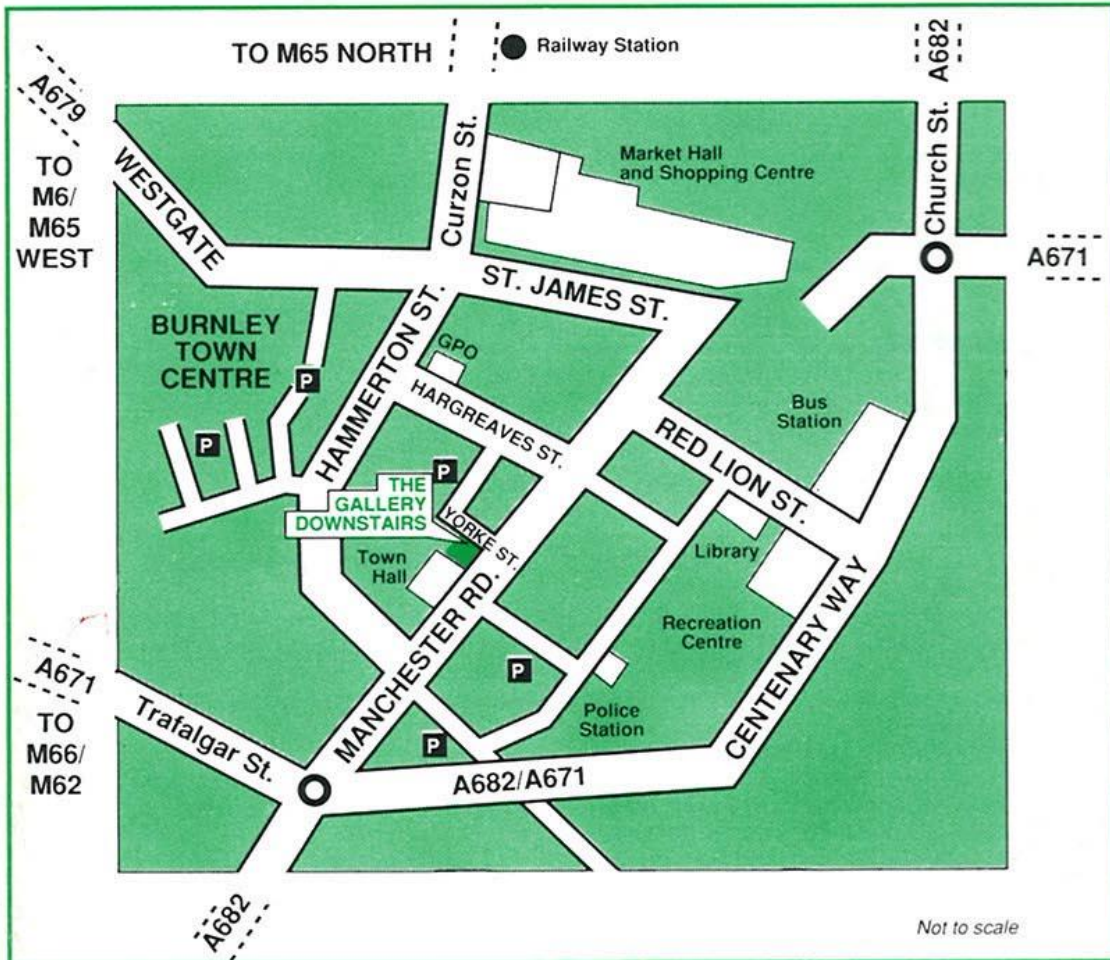 TO M65 NORTH
Railway Station
A682
A679
Church St.
TO
M6/
M65
WEST
WESTGATE
Curzon St.
Market Hall
and Shopping Centre
A671
ST. JAMES ST.
BURNLEY
TOWN
CENTRE
HAMMERTON ST.
GPO
P
HARGREAVES ST.
Bus
Station
P
P
RED LION ST.
THE
GALLERY
DOWNSTAIRS
YORKE ST.
Town
Hall
Library
MANCHESTER RD.
Recreation
Centre
CENTENARY WAY
A671
P
TO
M66/
M62
Trafalgar St.
Police
Station
P
A682/A671
A682
Not to scale